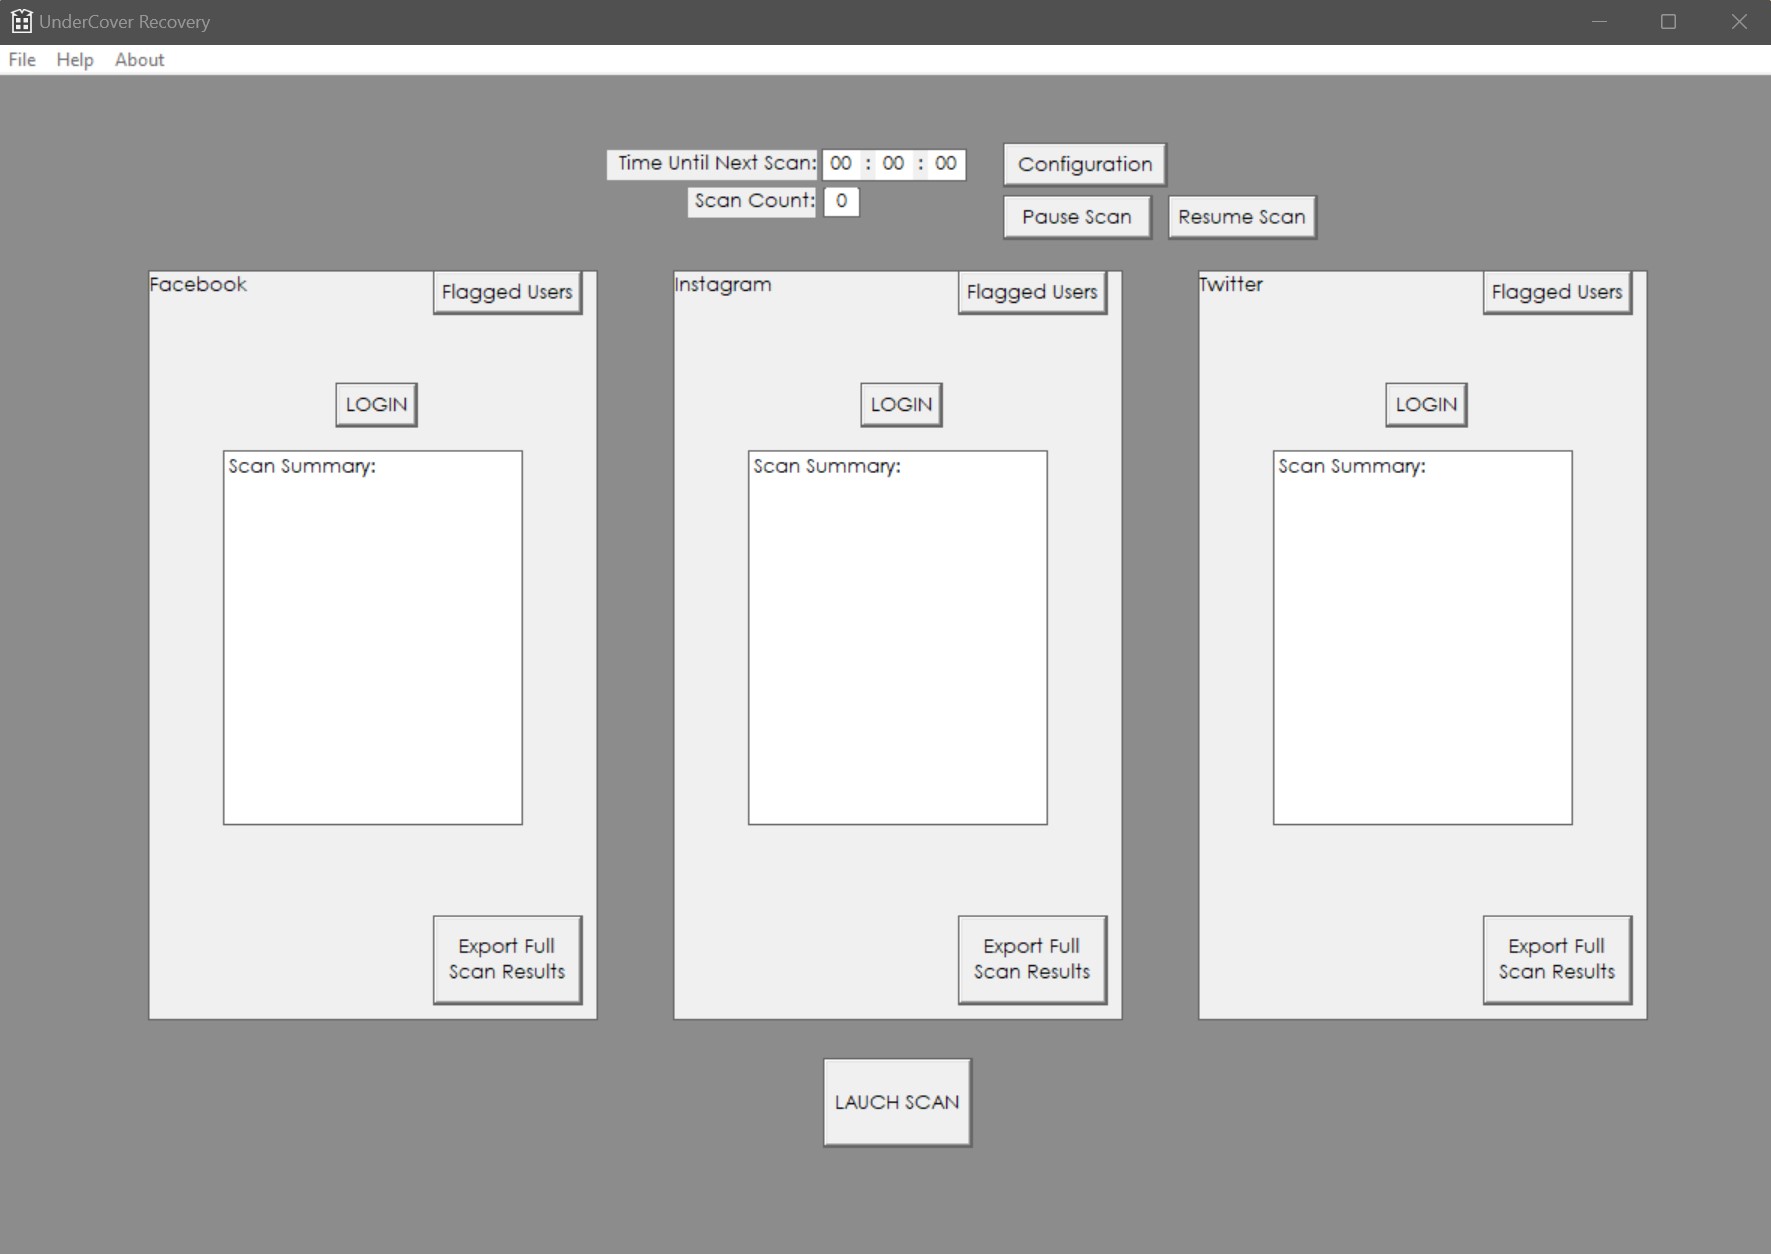 UnderCover Recovery
File Help About
Time Until Next Scan: 00 : 00 : 00
Configuration
Scan Count: 0
Pause Scan Resume Scan
Facebook
Flagged Users
LOGIN
Scan Summary:
Export Full
Scan Results
Instagram
Flagged Users
LOGIN
Scan Summary:
Export Full
Scan Results
Twitter
Flagged Users
LOGIN
Scan Summary:
Export Full
Scan Results
LAUCH SCAN